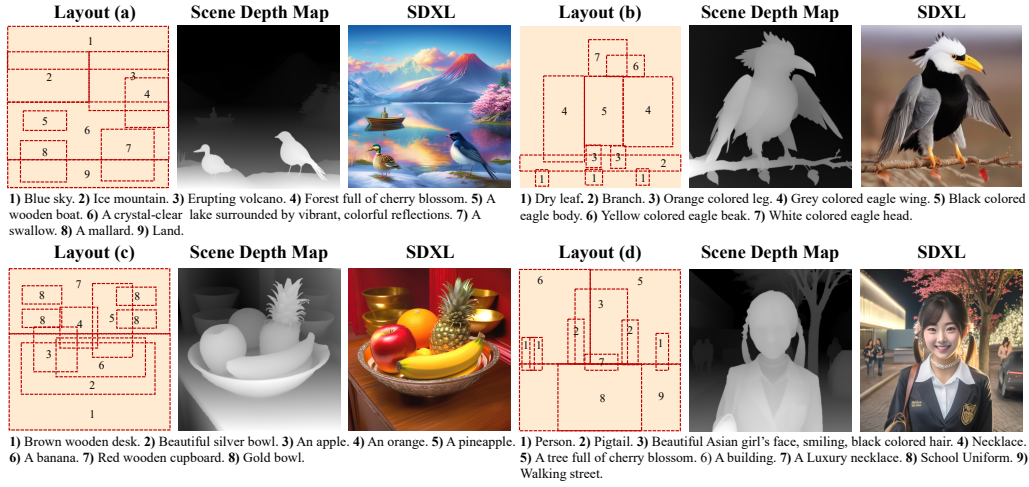 Layout (a) Scene Depth Map SDXL
1
2 3
4
5
6
7
8
9
1) Blue sky. 2) Ice mountain. 3) Erupting volcano. 4) Forest full of cherry blossom. 5) A
wooden boat. 6) A crystal-clear lake surrounded by vibrant, colorful reflections. 7) A
swallow. 8) A mallard. 9) Land.
Layout (b) Scene Depth Map SDXL
7 6
4 5 4
3 3 2
1 1 1
1) Dry leaf. 2) Branch. 3) Orange colored leg. 4) Grey colored eagle wing. 5) Black colored
eagle body. 6) Yellow colored eagle beak. 7) White colored eagle head.
Layout (c) Scene Depth Map SDXL
7
8 8
8 4 5 8
3 6
2
1
1) Brown wooden desk. 2) Beautiful silver bowl. 3) An apple. 4) An orange. 5) A pineapple.
6) A banana. 7) Red wooden cupboard. 8) Gold bowl.
Layout (d) Scene Depth Map SDXL
6 5
3
2 2
1 1 1
7
8 9
1) Person. 2) Pigtail. 3) Beautiful Asian girl's face, smiling, black colored hair. 4) Necklace.
5) A tree full of cherry blossom. 6) A building. 7) A Luxury necklace. 8) School Uniform. 9)
Walking street.